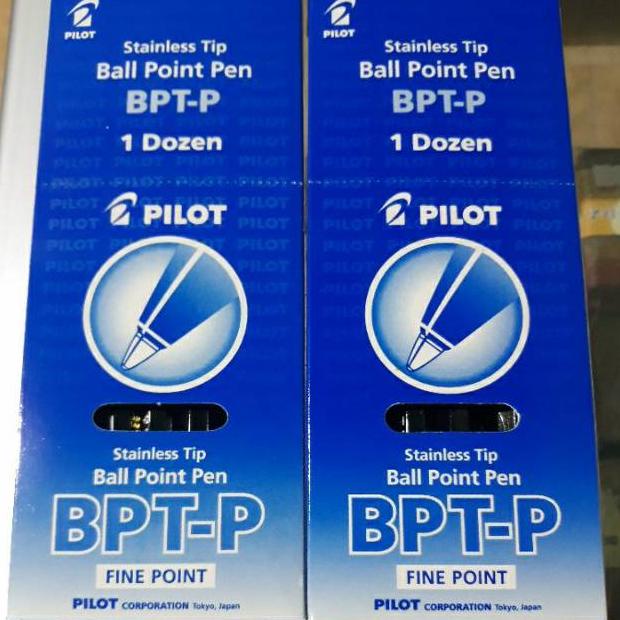 PILOT
Stainless Tip
Ball Point Pen
BPT-P
1 Dozen
PILOT
Stainless Tip
Ball Point Pen
BPT-P
FINE POINT
PILOT CORPORATION Tokyo, Japan
PILOT
Stainless Tip
Ball Point Pen
BPT-P
1 Dozen
PILOT
Stainless Tip
Ball Point Pen
BPT-P
FINE POINT
PILOT CORPORATION Tokyo, Japan